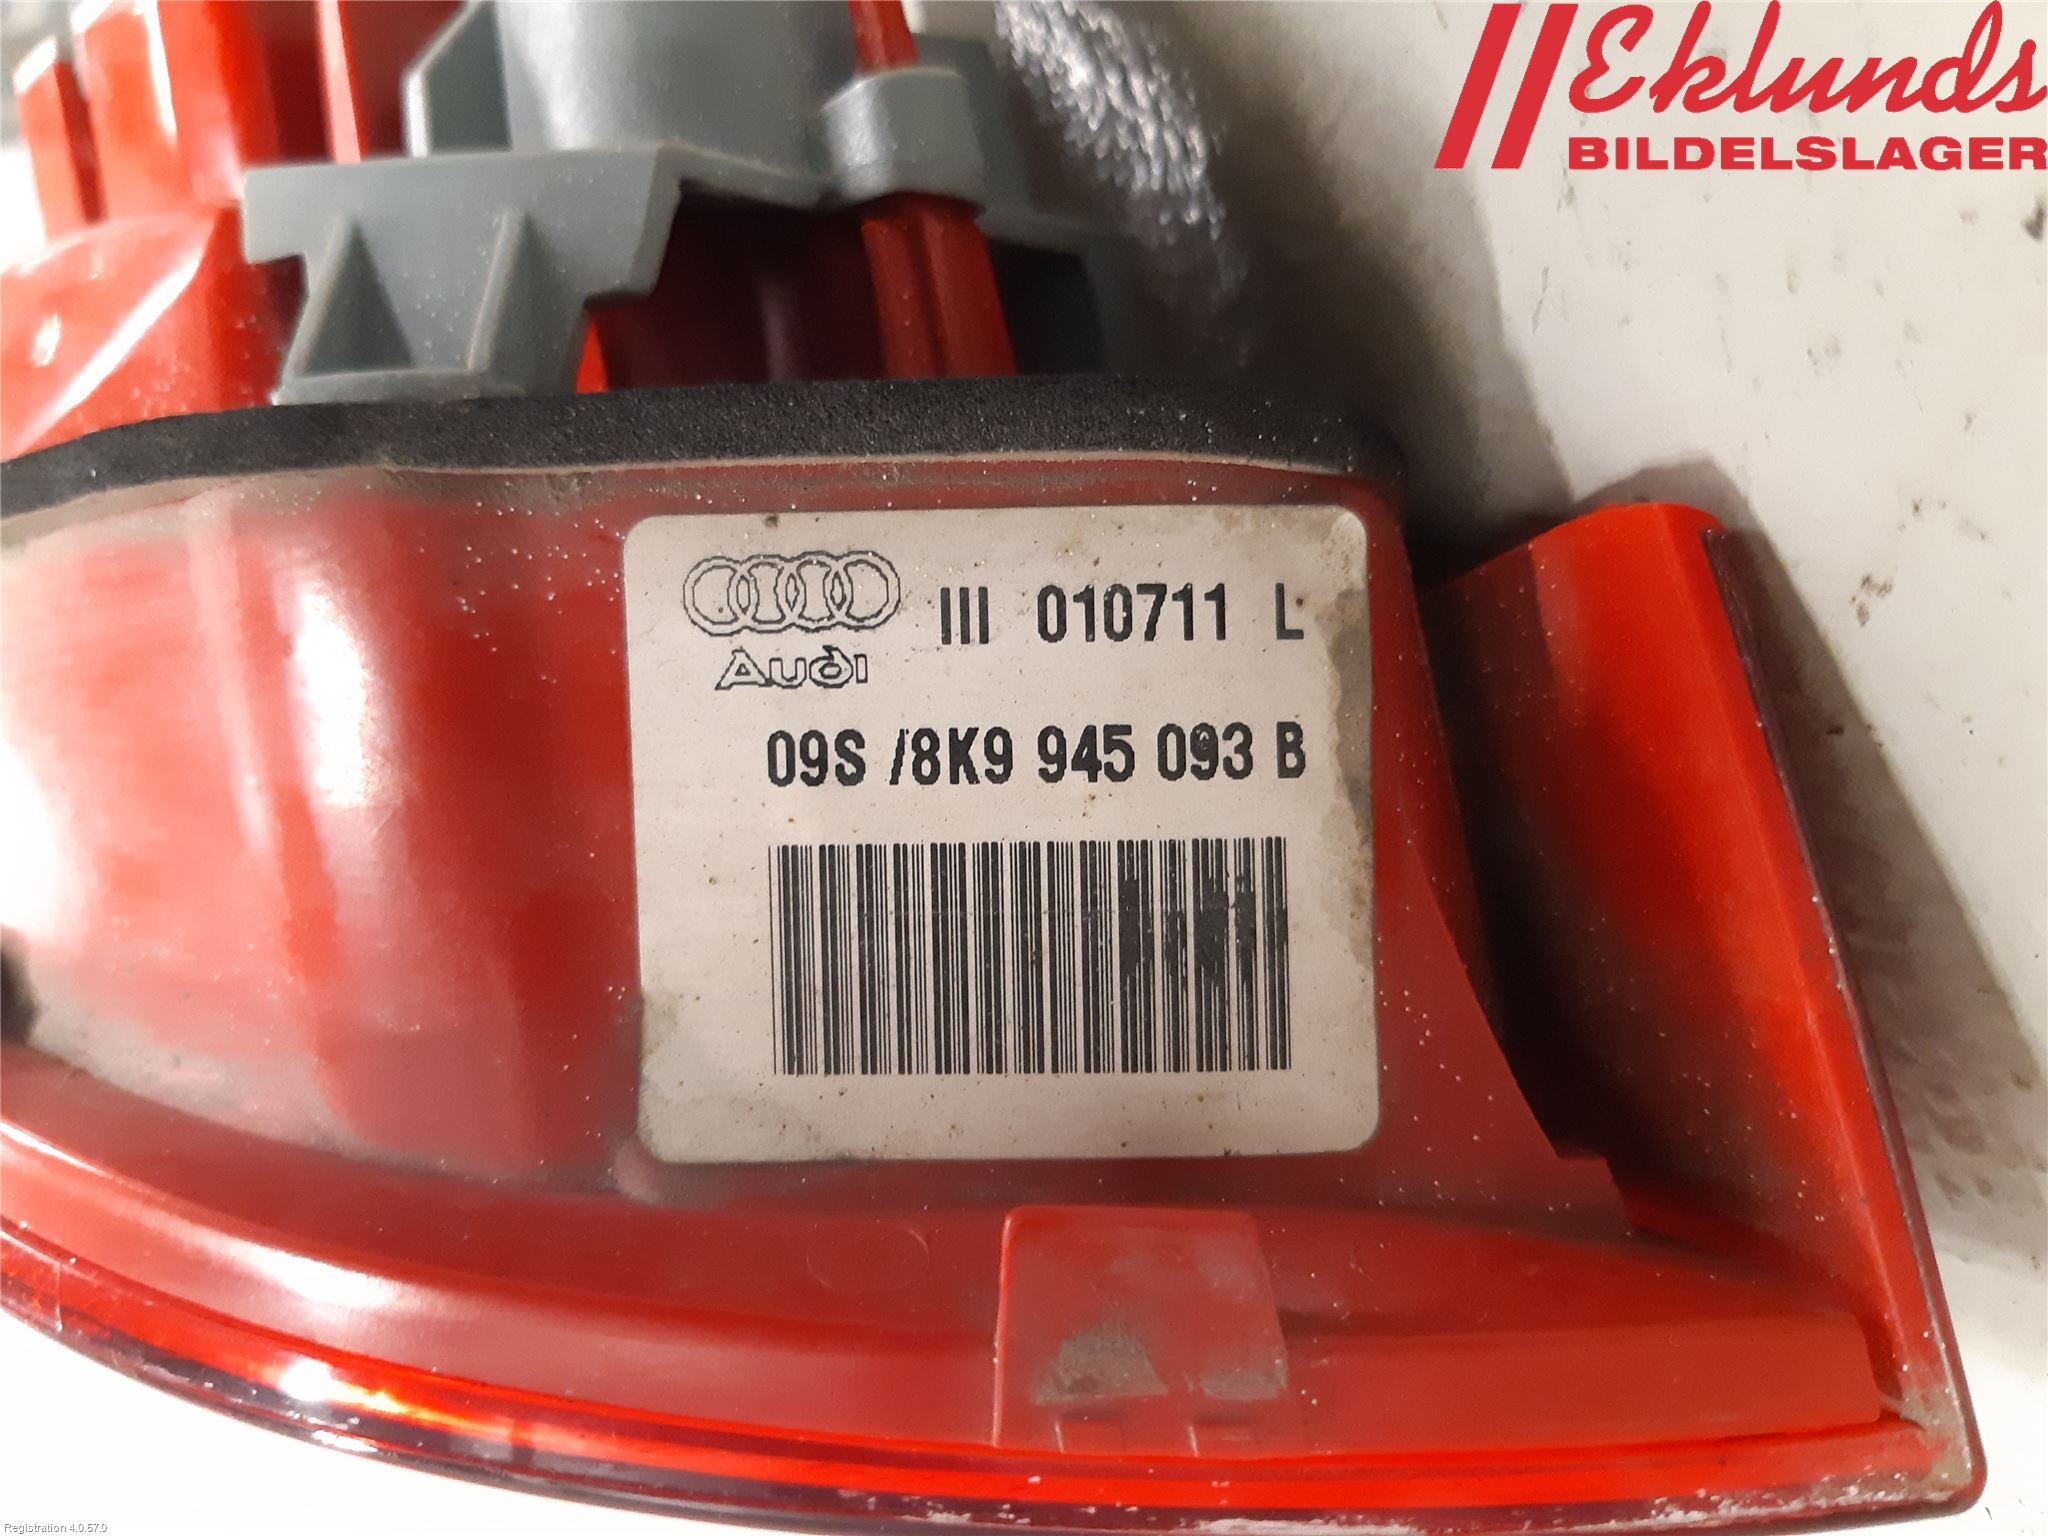 Eklunds
BILDELSLAGER
III 010711 L
Audi
09S /8K9 945 093 B
Registration 4.0.57.0